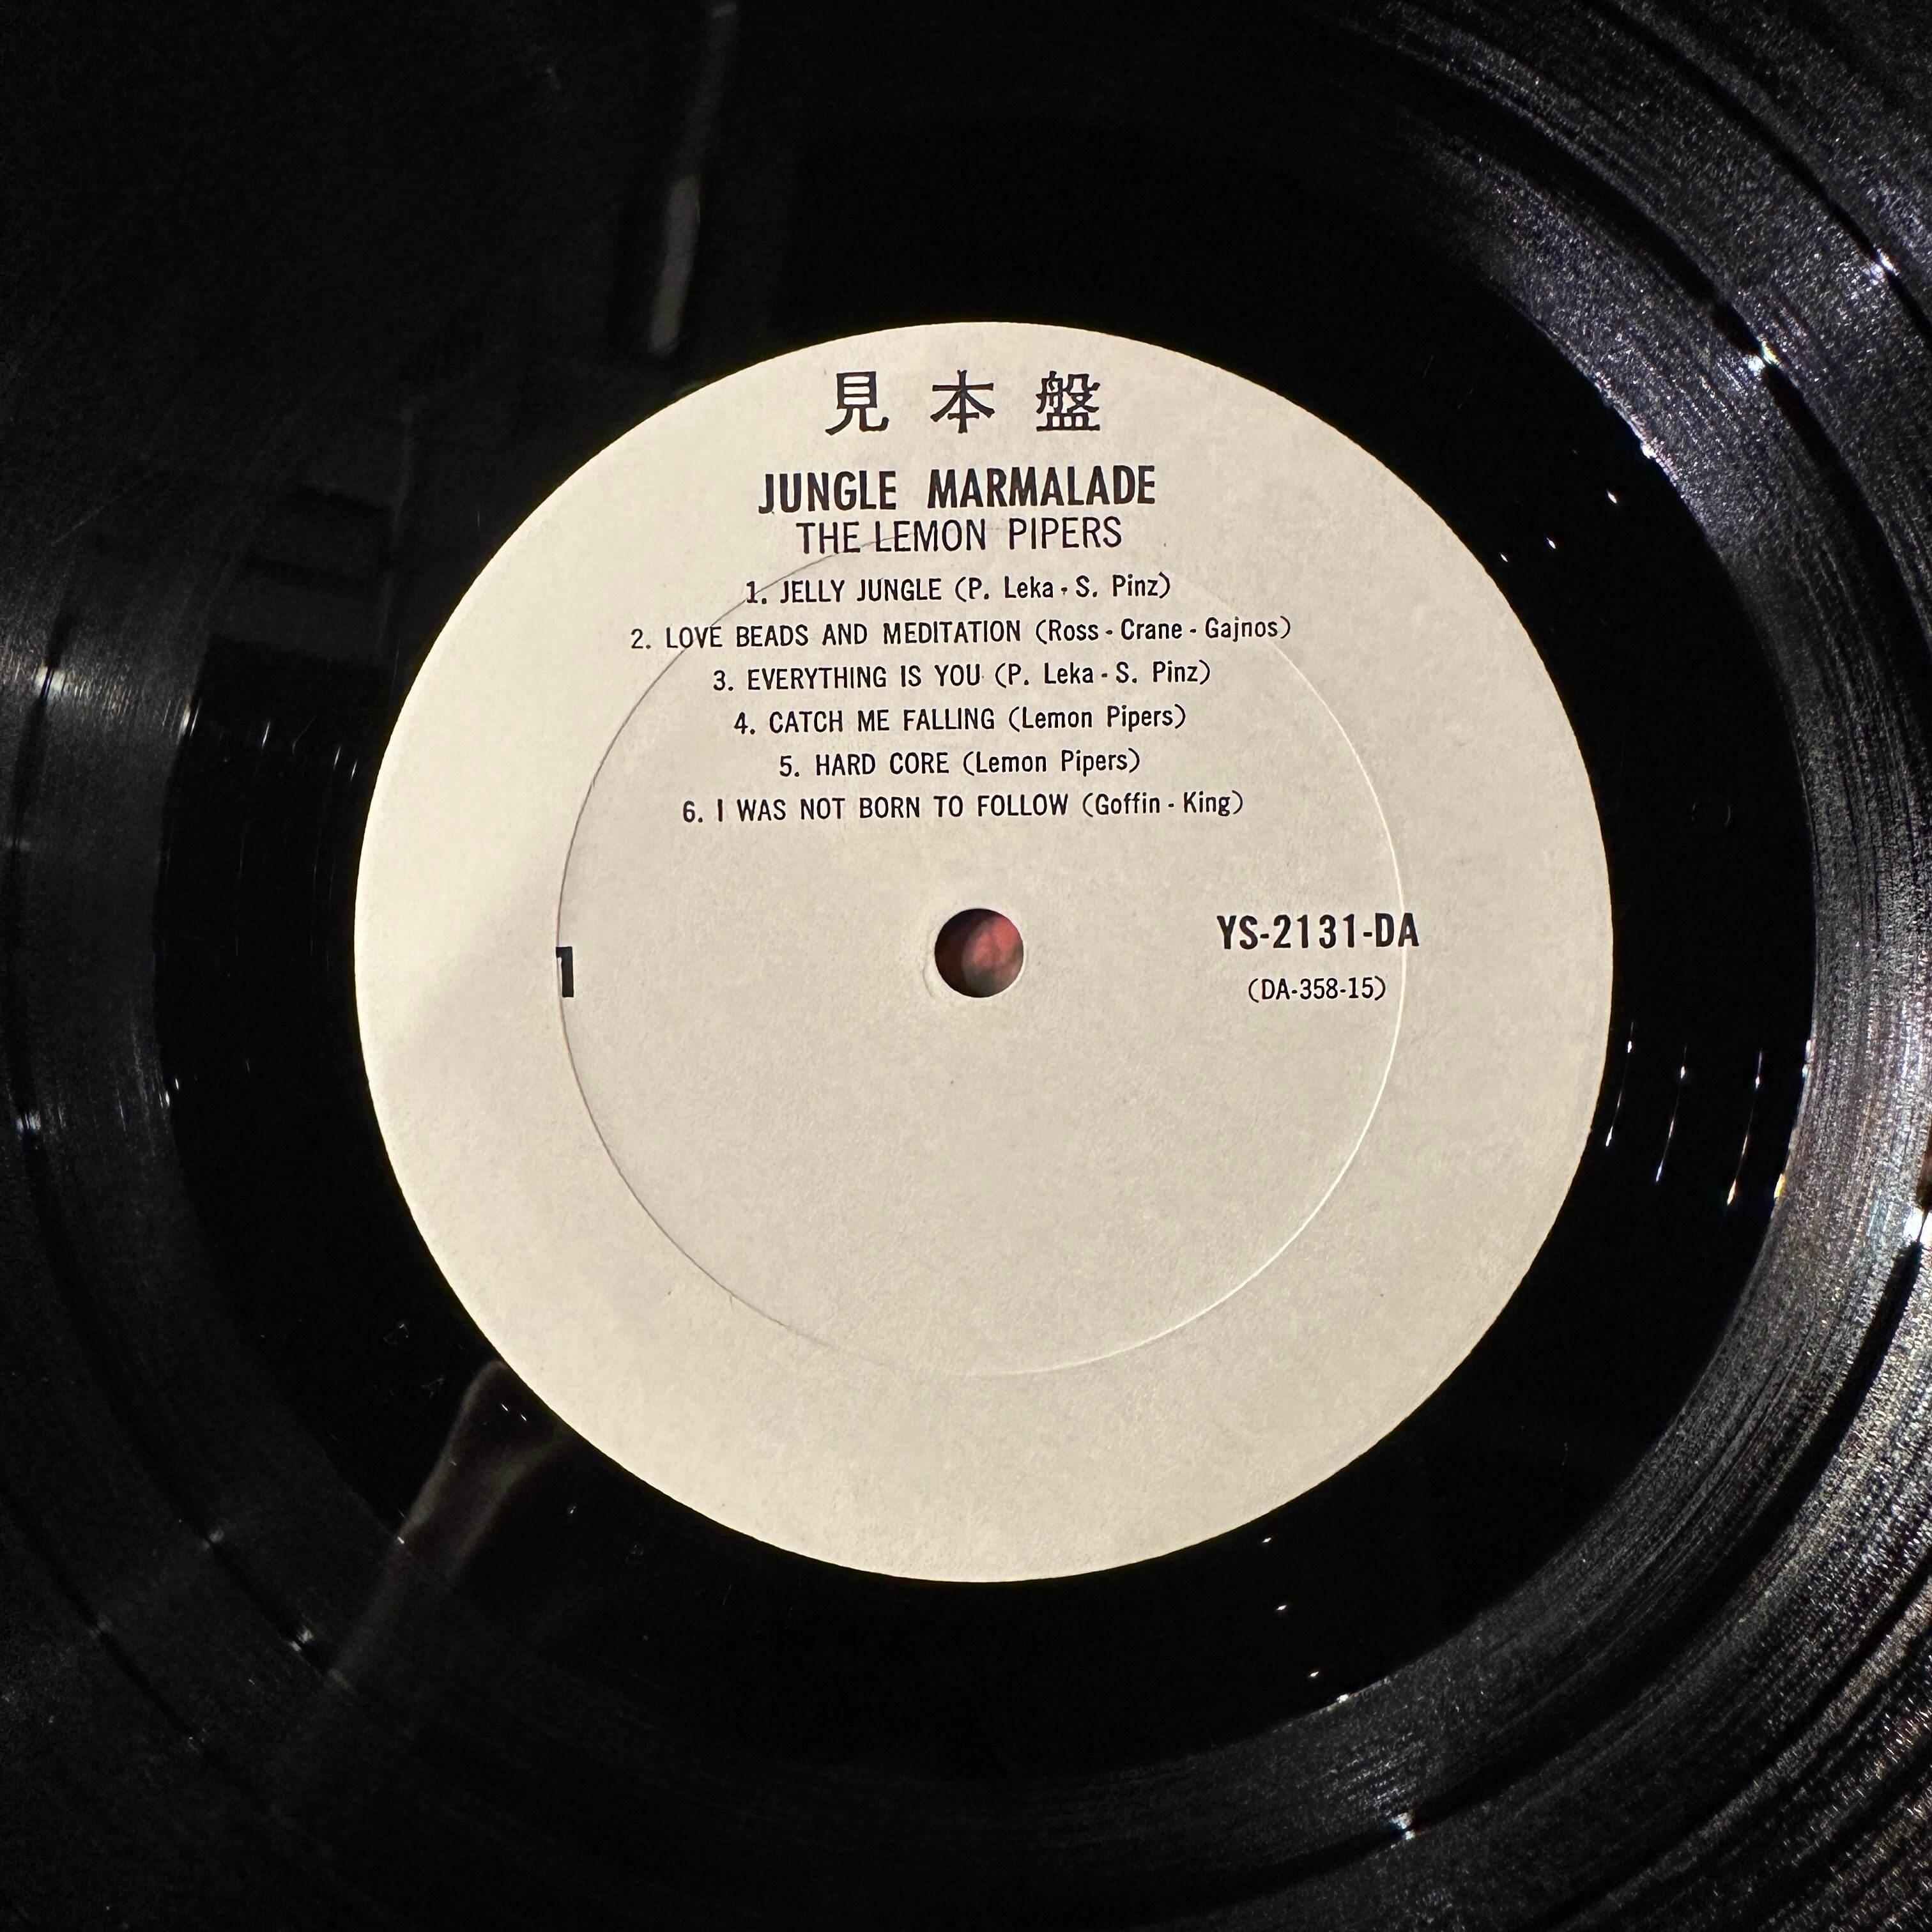 見本盤
JUNGLE MARMALADE
THE LEMON PIPERS
1. JELLY JUNGLE (P. Leka - S. Pinz)
2. LOVE BEADS AND MEDITATION (Ross - Crane - Gajnos)
3. EVERYTHING IS YOU (P. Leka - S. Pinz)
4. CATCH ME FALLING (Lemon Pipers)
5. HARD CORE (Lemon Pipers)
6. I WAS NOT BORN TO FOLLOW (Goffin - King)
1
YS-2131-DA
(DA-358-15)